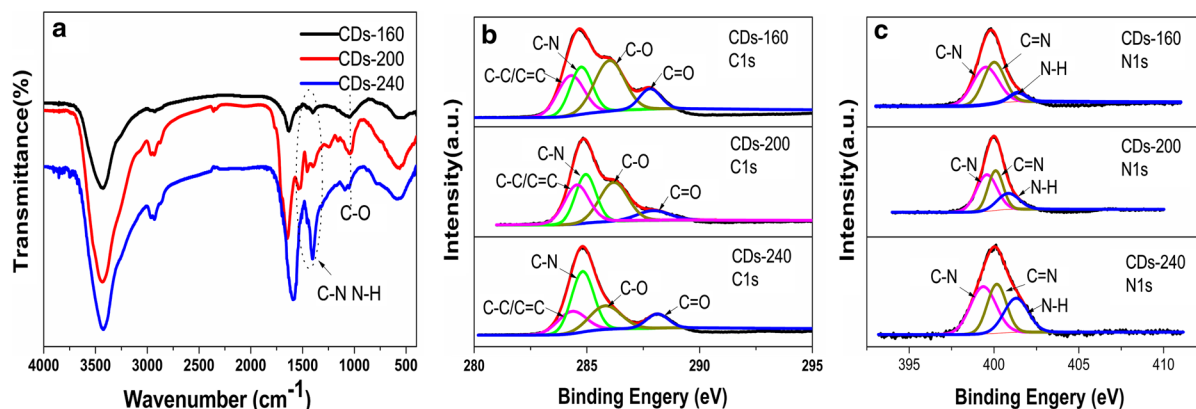 a
CDs-160
CDs-200
CDs-240
C-O
C-N N-H
Transmittance(%)
4000 3500 3000 2500 2000 1500 1000 500
Wavenumber (cm-1)
b
CDs-160
C1s
C-C/C=C
C-N
C-O
C=O
CDs-200
C1s
C-N
C-C/C=C
C-O
C=O
CDs-240
C1s
C-N
C-C/C=C
C-O
C=O
Intensity(a.u.)
280 285 290 295
Binding Engery (eV)
c
CDs-160
N1s
C-N
C=N
N-H
CDs-200
N1s
C-N
C=N
N-H
CDs-240
N1s
C-N
C=N
N-H
Intensity(a.u.)
395 400 405 410
Binding Engery (eV)